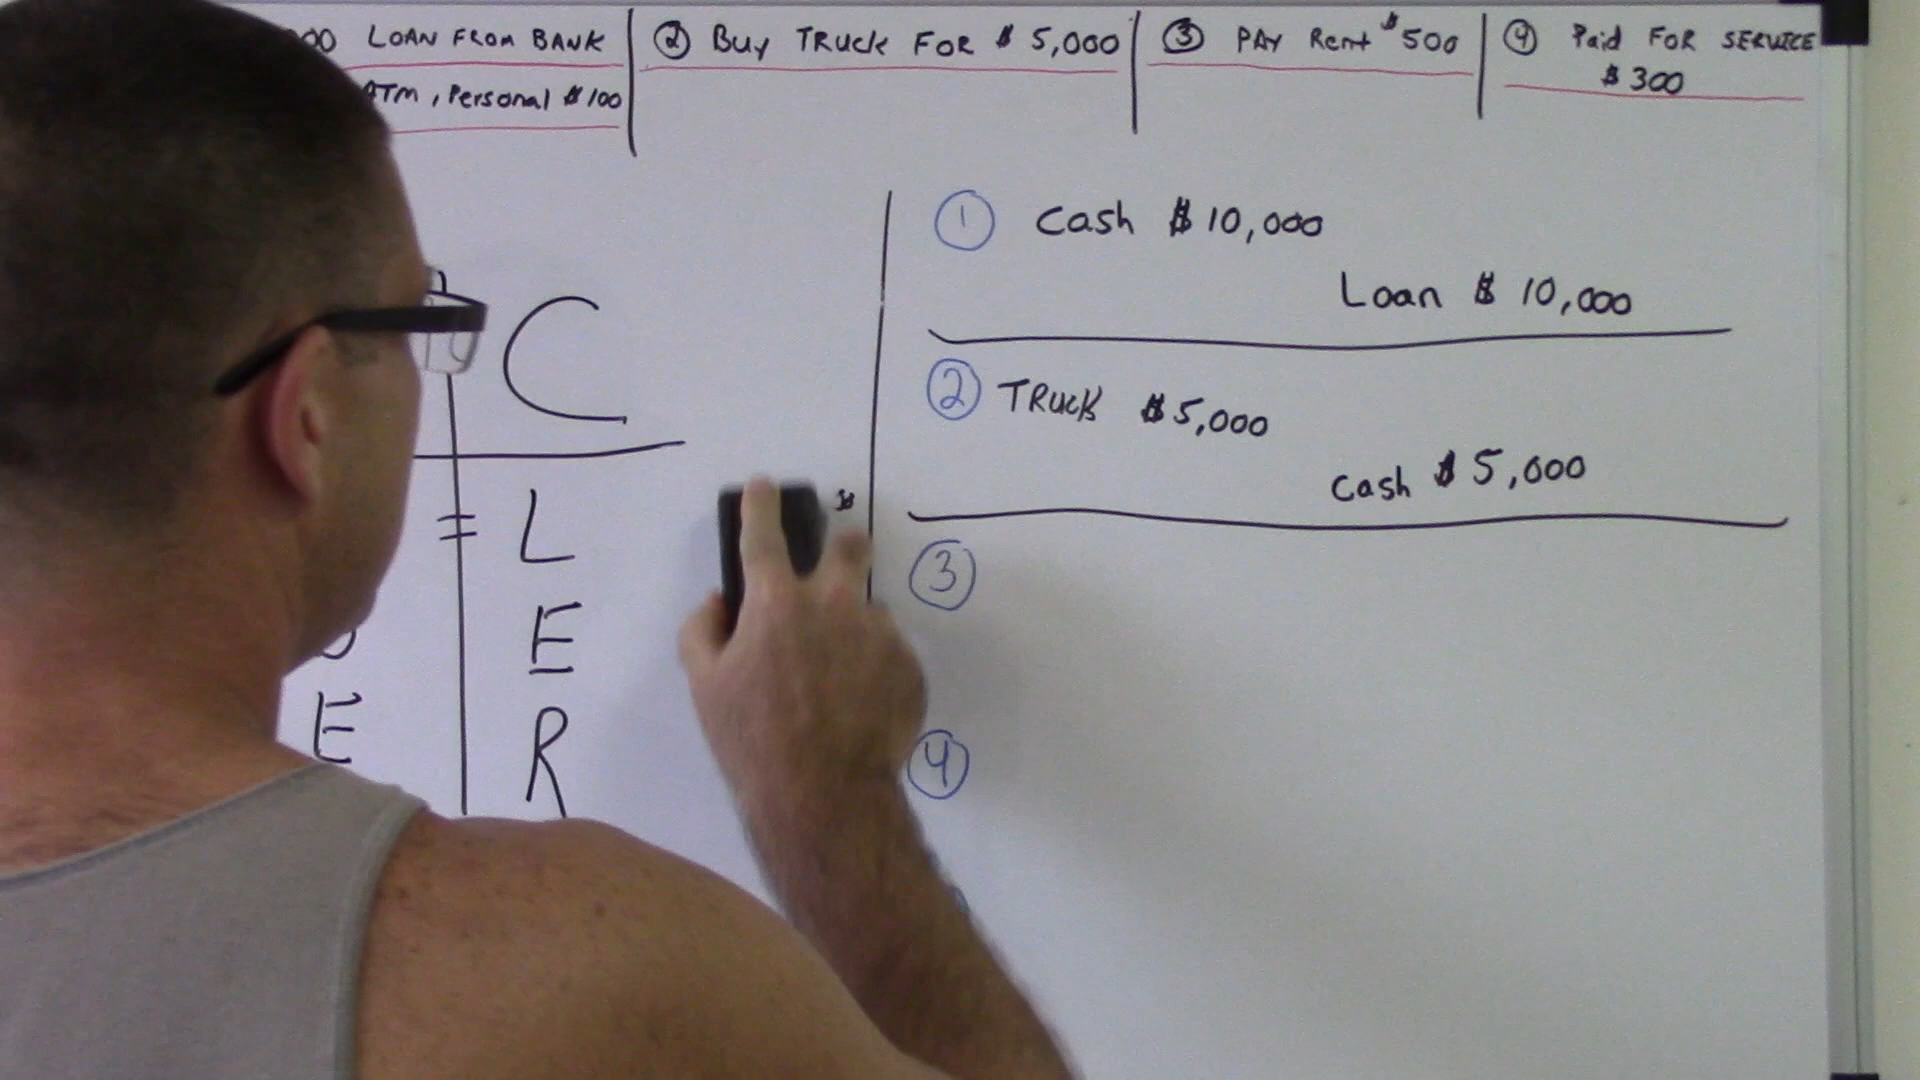 00 LOAN FROM BANK
ATM, Personal $100
② Buy TRUCK FOR $ 5,000
③ PAY Rent $500
④ Paid FOR SERVICE
$300
C
= L
E
R
E
① Cash $ 10,000
Loan $ 10,000
② TRUCK $5,000
Cash $ 5,000
③
④
$